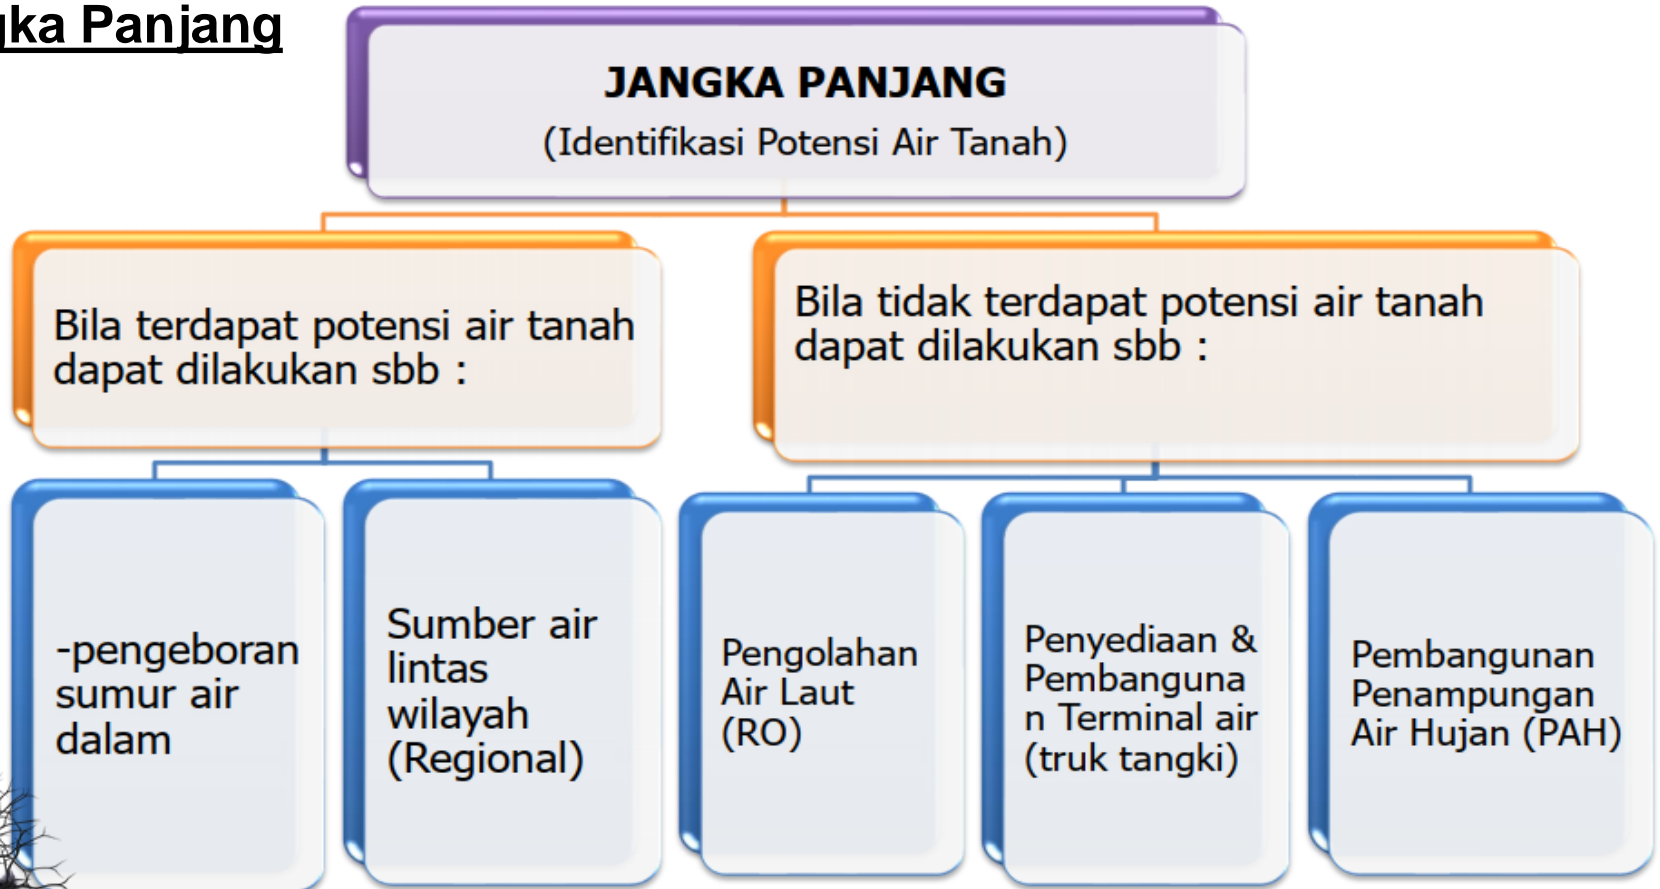 gka Panjang
JANGKA PANJANG
(Identifikasi Potensi Air Tanah)
Bila terdapat potensi air tanah
dapat dilakukan sbb :
Bila tidak terdapat potensi air tanah
dapat dilakukan sbb :
-pengeboran
sumur air
dalam
Sumber air
lintas
wilayah
(Regional)
Pengolahan
Air Laut
(RO)
Penyediaan &
Pembanguna
n Terminal air
(truk tangki)
Pembangunan
Penampungan
Air Hujan (PAH)